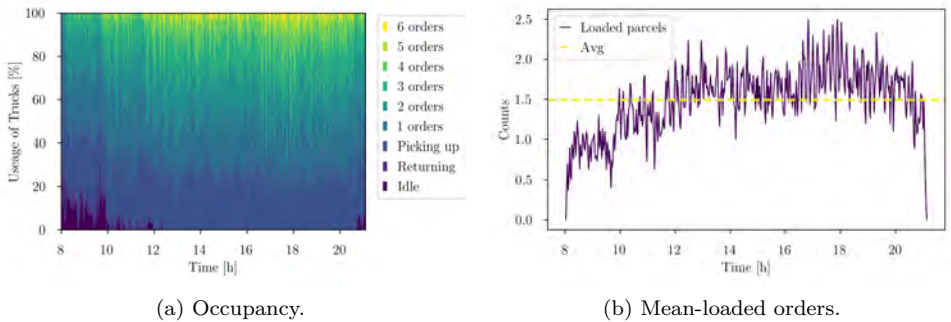 100
80
60
40
20
0
Useage of Trucks [%]
8 10 12 14 16 18 20
Time [h]
6 orders
5 orders
4 orders
3 orders
2 orders
1 orders
Picking up
Returning
Idle
(a) Occupancy.
2.5
2.0
1.5
1.0
0.5
0.0
Counts
Loaded parcels
Avg
8 10 12 14 16 18 20
Time [h]
(b) Mean-loaded orders.